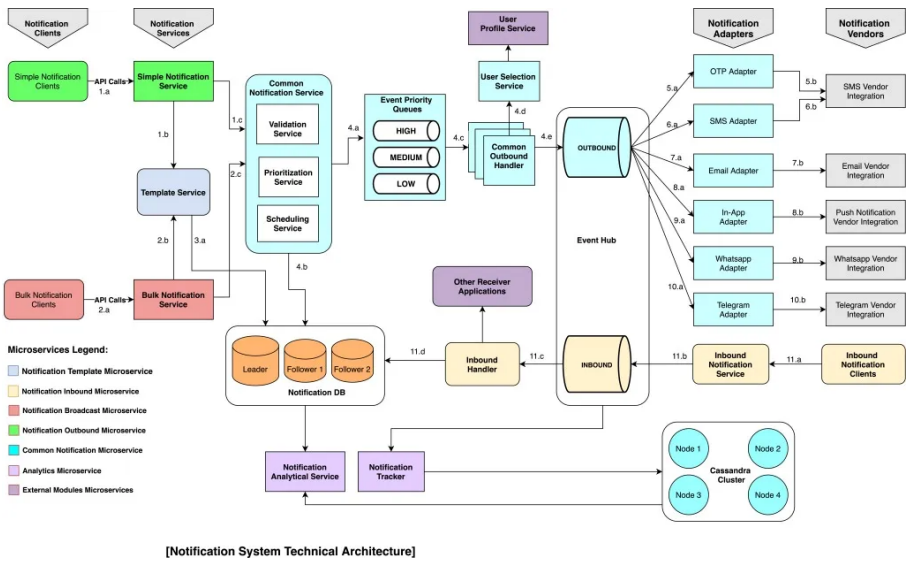 Notification
Clients
Notification
Services
User
Profile Service
Notification
Adapters
Notification
Vendors
Simple Notification
Clients
API Calls
1.a
Simple Notification
Service
1.b
1.c
Common
Notification Service
Validation
Service
Prioritization
Service
Scheduling
Service
4.a
Event Priority
Queues
HIGH
MEDIUM
LOW
4.c
User Selection
Service
4.d
Common
Outbound
Handler
4.e
OUTBOUND
Event Hub
5.a
6.a
7.a
8.a
9.a
10.a
OTP Adapter
5.b
SMS Vendor
Integration
6.b
SMS Adapter
Email Adapter
7.b
Email Vendor
Integration
In-App
Adapter
8.b
Push Notification
Vendor Integration
Whatsapp
Adapter
9.b
Whatsapp Vendor
Integration
Telegram
Adapter
10.b
Telegram Vendor
Integration
Template Service
2.c
2.b
3.a
4.b
Bulk Notification
Clients
API Calls
2.a
Bulk Notification
Service
Other Receiver
Applications
Leader
Follower 1
Follower 2
Notification DB
11.d
Inbound
Handler
11.c
INBOUND
11.b
Inbound
Notification
Service
11.a
Inbound
Notification
Clients
Microservices Legend:
Notification Template Microservice
Notification Inbound Microservice
Notification Broadcast Microservice
Notification Outbound Microservice
Common Notification Microservice
Analytics Microservice
External Modules Microservices
Notification
Analytical Service
Notification
Tracker
Node 1
Node 2
Cassandra
Cluster
Node 3
Node 4
[Notification System Technical Architecture]